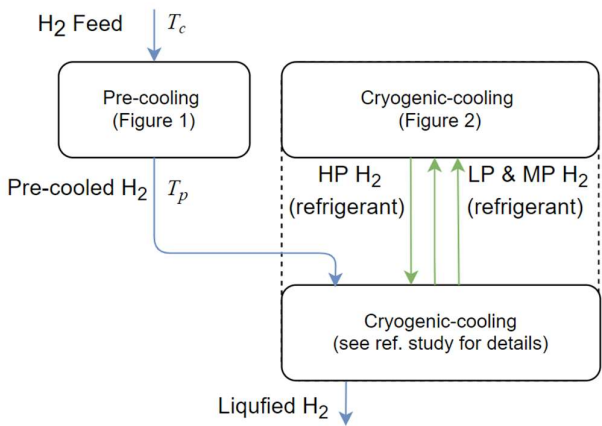 H2 Feed
Tc
Pre-cooling
(Figure 1)
Cryogenic-cooling
(Figure 2)
Pre-cooled H2
Tp
HP H2
(refrigerant)
LP & MP H2
(refrigerant)
Cryogenic-cooling
(see ref. study for details)
Liqufied H2